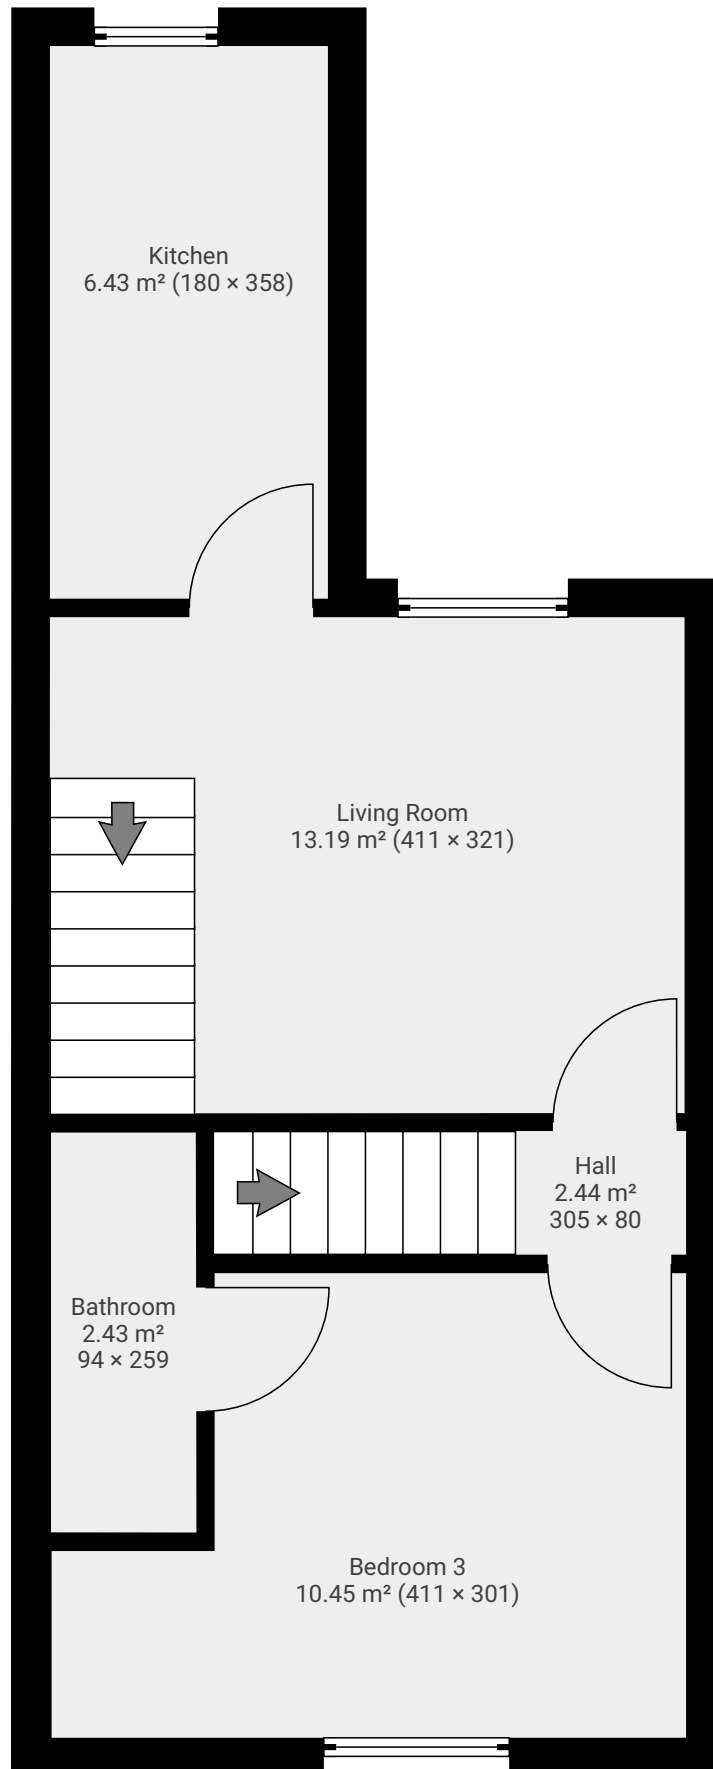 Kitchen
6.43 m² (180 × 358)
Living Room
13.19 m² (411 × 321)
Hall
2.44 m²
305 × 80
Bathroom
2.43 m²
94 × 259
Bedroom 3
10.45 m² (411 × 301)